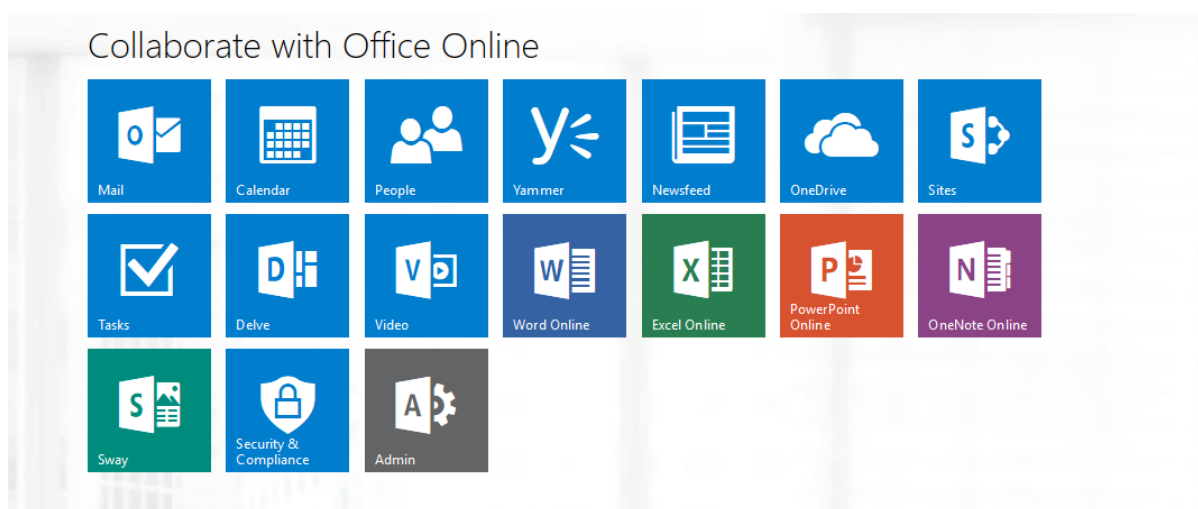 Collaborate with Office Online
Mail
Calendar
People
Yammer
Newsfeed
OneDrive
Sites
Tasks
Delve
Video
Word Online
Excel Online
PowerPoint
Online
OneNote Online
Sway
Security &
Compliance
Admin